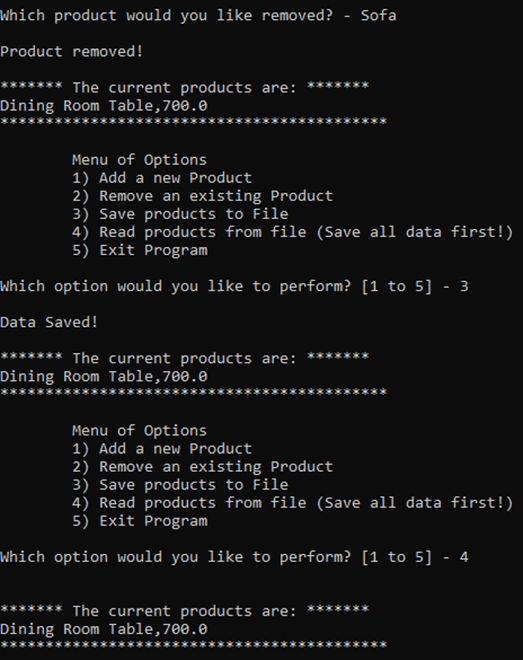 Which product would you like removed? - Sofa
Product removed!
******* The current products are: *******
Dining Room Table,700.0
*******************************************
Menu of Options
1) Add a new Product
2) Remove an existing Product
3) Save products to File
4) Read products from file (Save all data first!)
5) Exit Program
Which option would you like to perform? [1 to 5] - 3
Data Saved!
******* The current products are: *******
Dining Room Table,700.0
*******************************************
Menu of Options
1) Add a new Product
2) Remove an existing Product
3) Save products to File
4) Read products from file (Save all data first!)
5) Exit Program
Which option would you like to perform? [1 to 5] - 4
******* The current products are: *******
Dining Room Table,700.0
*******************************************